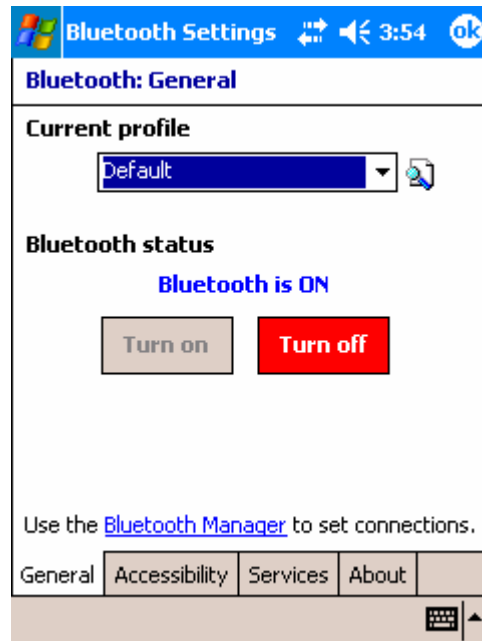 Bluetooth Settings 3:54 ok
Bluetooth: General
Current profile
Default
Bluetooth status
Bluetooth is ON
Turn on Turn off
Use the Bluetooth Manager to set connections.
General Accessibility Services About